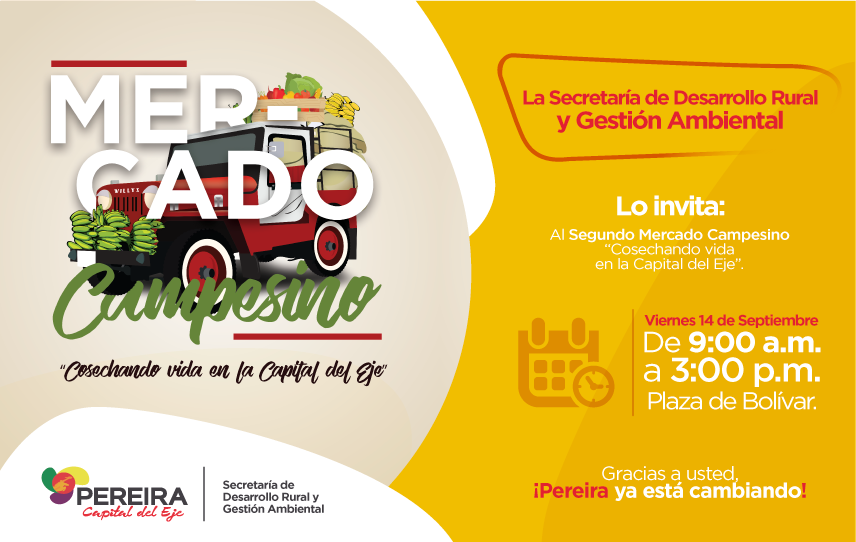 MER-
CADO
WILLYS
Campesino
"Cosechando vida en la Capital del Eje"
PEREIRA
Capital del Eje
Secretaría de
Desarrollo Rural y
Gestión Ambiental
La Secretaría de Desarrollo Rural
y Gestión Ambiental
Lo invita:
Al Segundo Mercado Campesino
“Cosechando vida
en la Capital del Eje”.
Viernes 14 de Septiembre
De 9:00 a.m.
a 3:00 p.m.
Plaza de Bolívar.
Gracias a usted,
¡Pereira ya está cambiando!